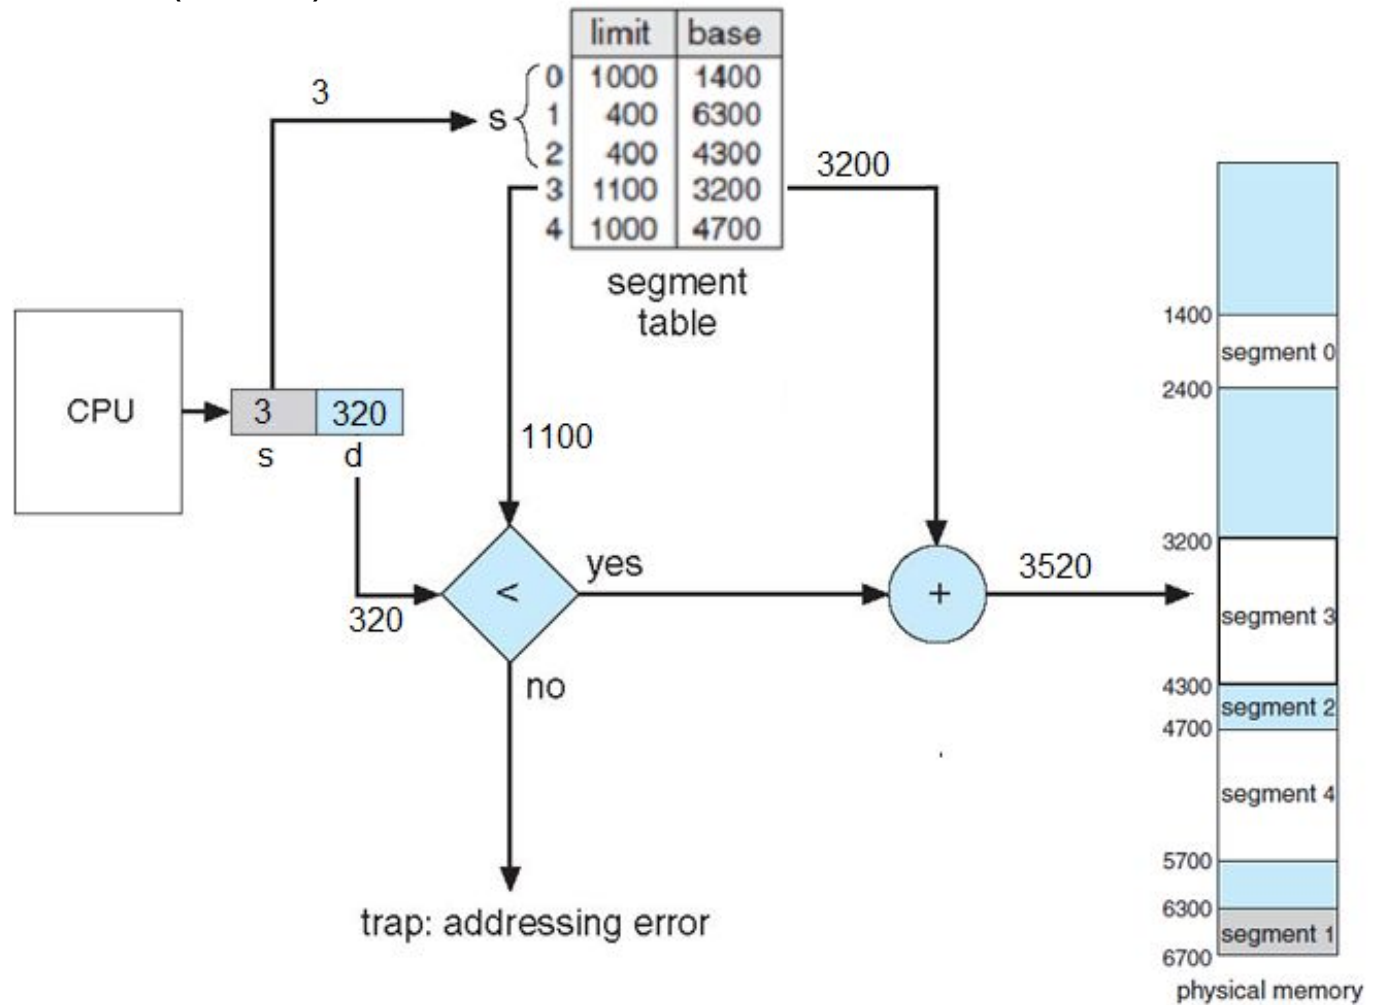 limit base
0 1000 1400
1 400 6300
2 400 4300
3 1100 3200
4 1000 4700
s
segment
table
3
3200
CPU
3 320
s d
1100
320
<
yes
no
+
3520
trap: addressing error
1400
segment 0
2400
3200
segment 3
4300
segment 2
4700
segment 4
5700
6300
segment 1
6700
physical memory